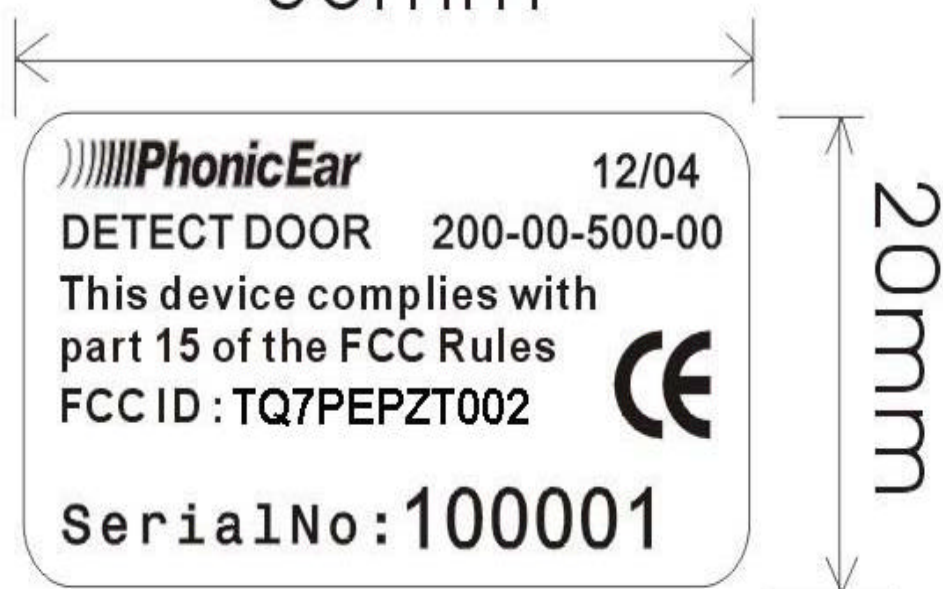 PhonicEar 12/04
DETECT DOOR 200-00-500-00
This device complies with
part 15 of the FCC Rules
FCC ID : TQ7PEPZT002
CE
SerialNo:100001
20mm